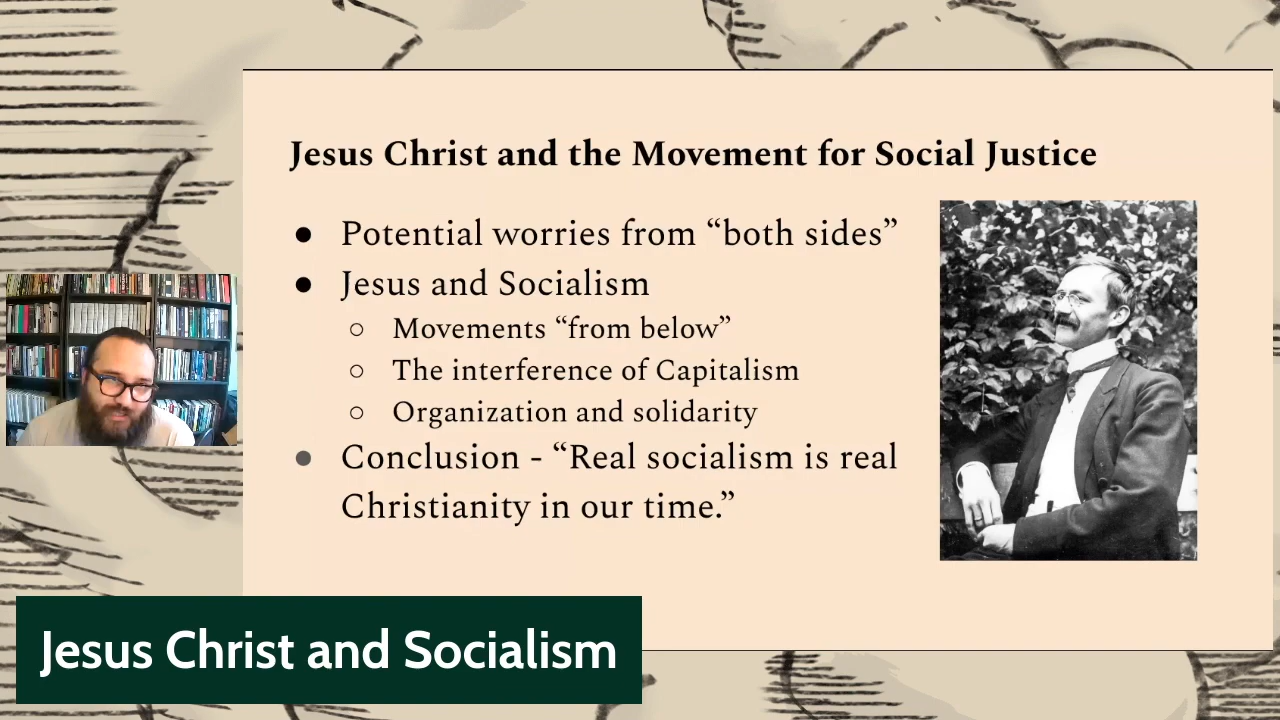 Jesus Christ and the Movement for Social Justice
● Potential worries from “both sides”
● Jesus and Socialism
○ Movements “from below”
○ The interference of Capitalism
○ Organization and solidarity
● Conclusion - “Real socialism is real
Christianity in our time.”
Jesus Christ and Socialism